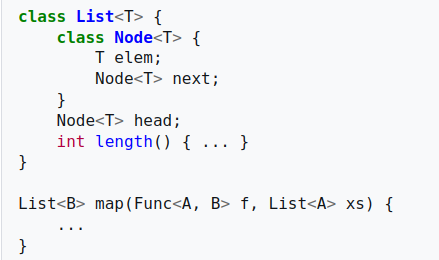 class List<T> {
    class Node<T> {
        T elem;
        Node<T> next;
    }
    Node<T> head;
    int length() { ... }
}

List<B> map(Func<A, B> f, List<A> xs) {
    ...
}